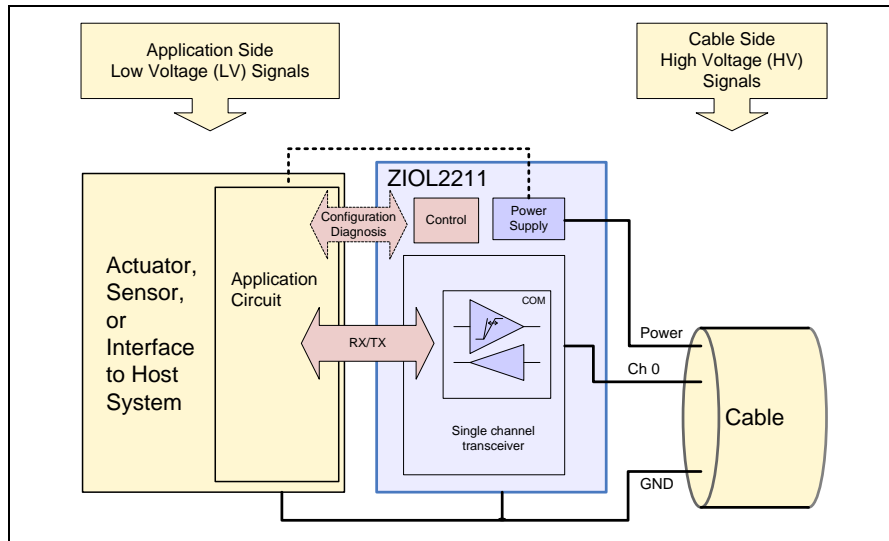 Application Side
Low Voltage (LV) Signals
Cable Side
High Voltage (HV)
Signals
ZIOL2211
Configuration
Diagnosis
Control
Power
Supply
Actuator,
Sensor,
or
Interface
to Host
System
Application
Circuit
COM
RX/TX
Single channel
transceiver
Power
Ch 0
GND
Cable